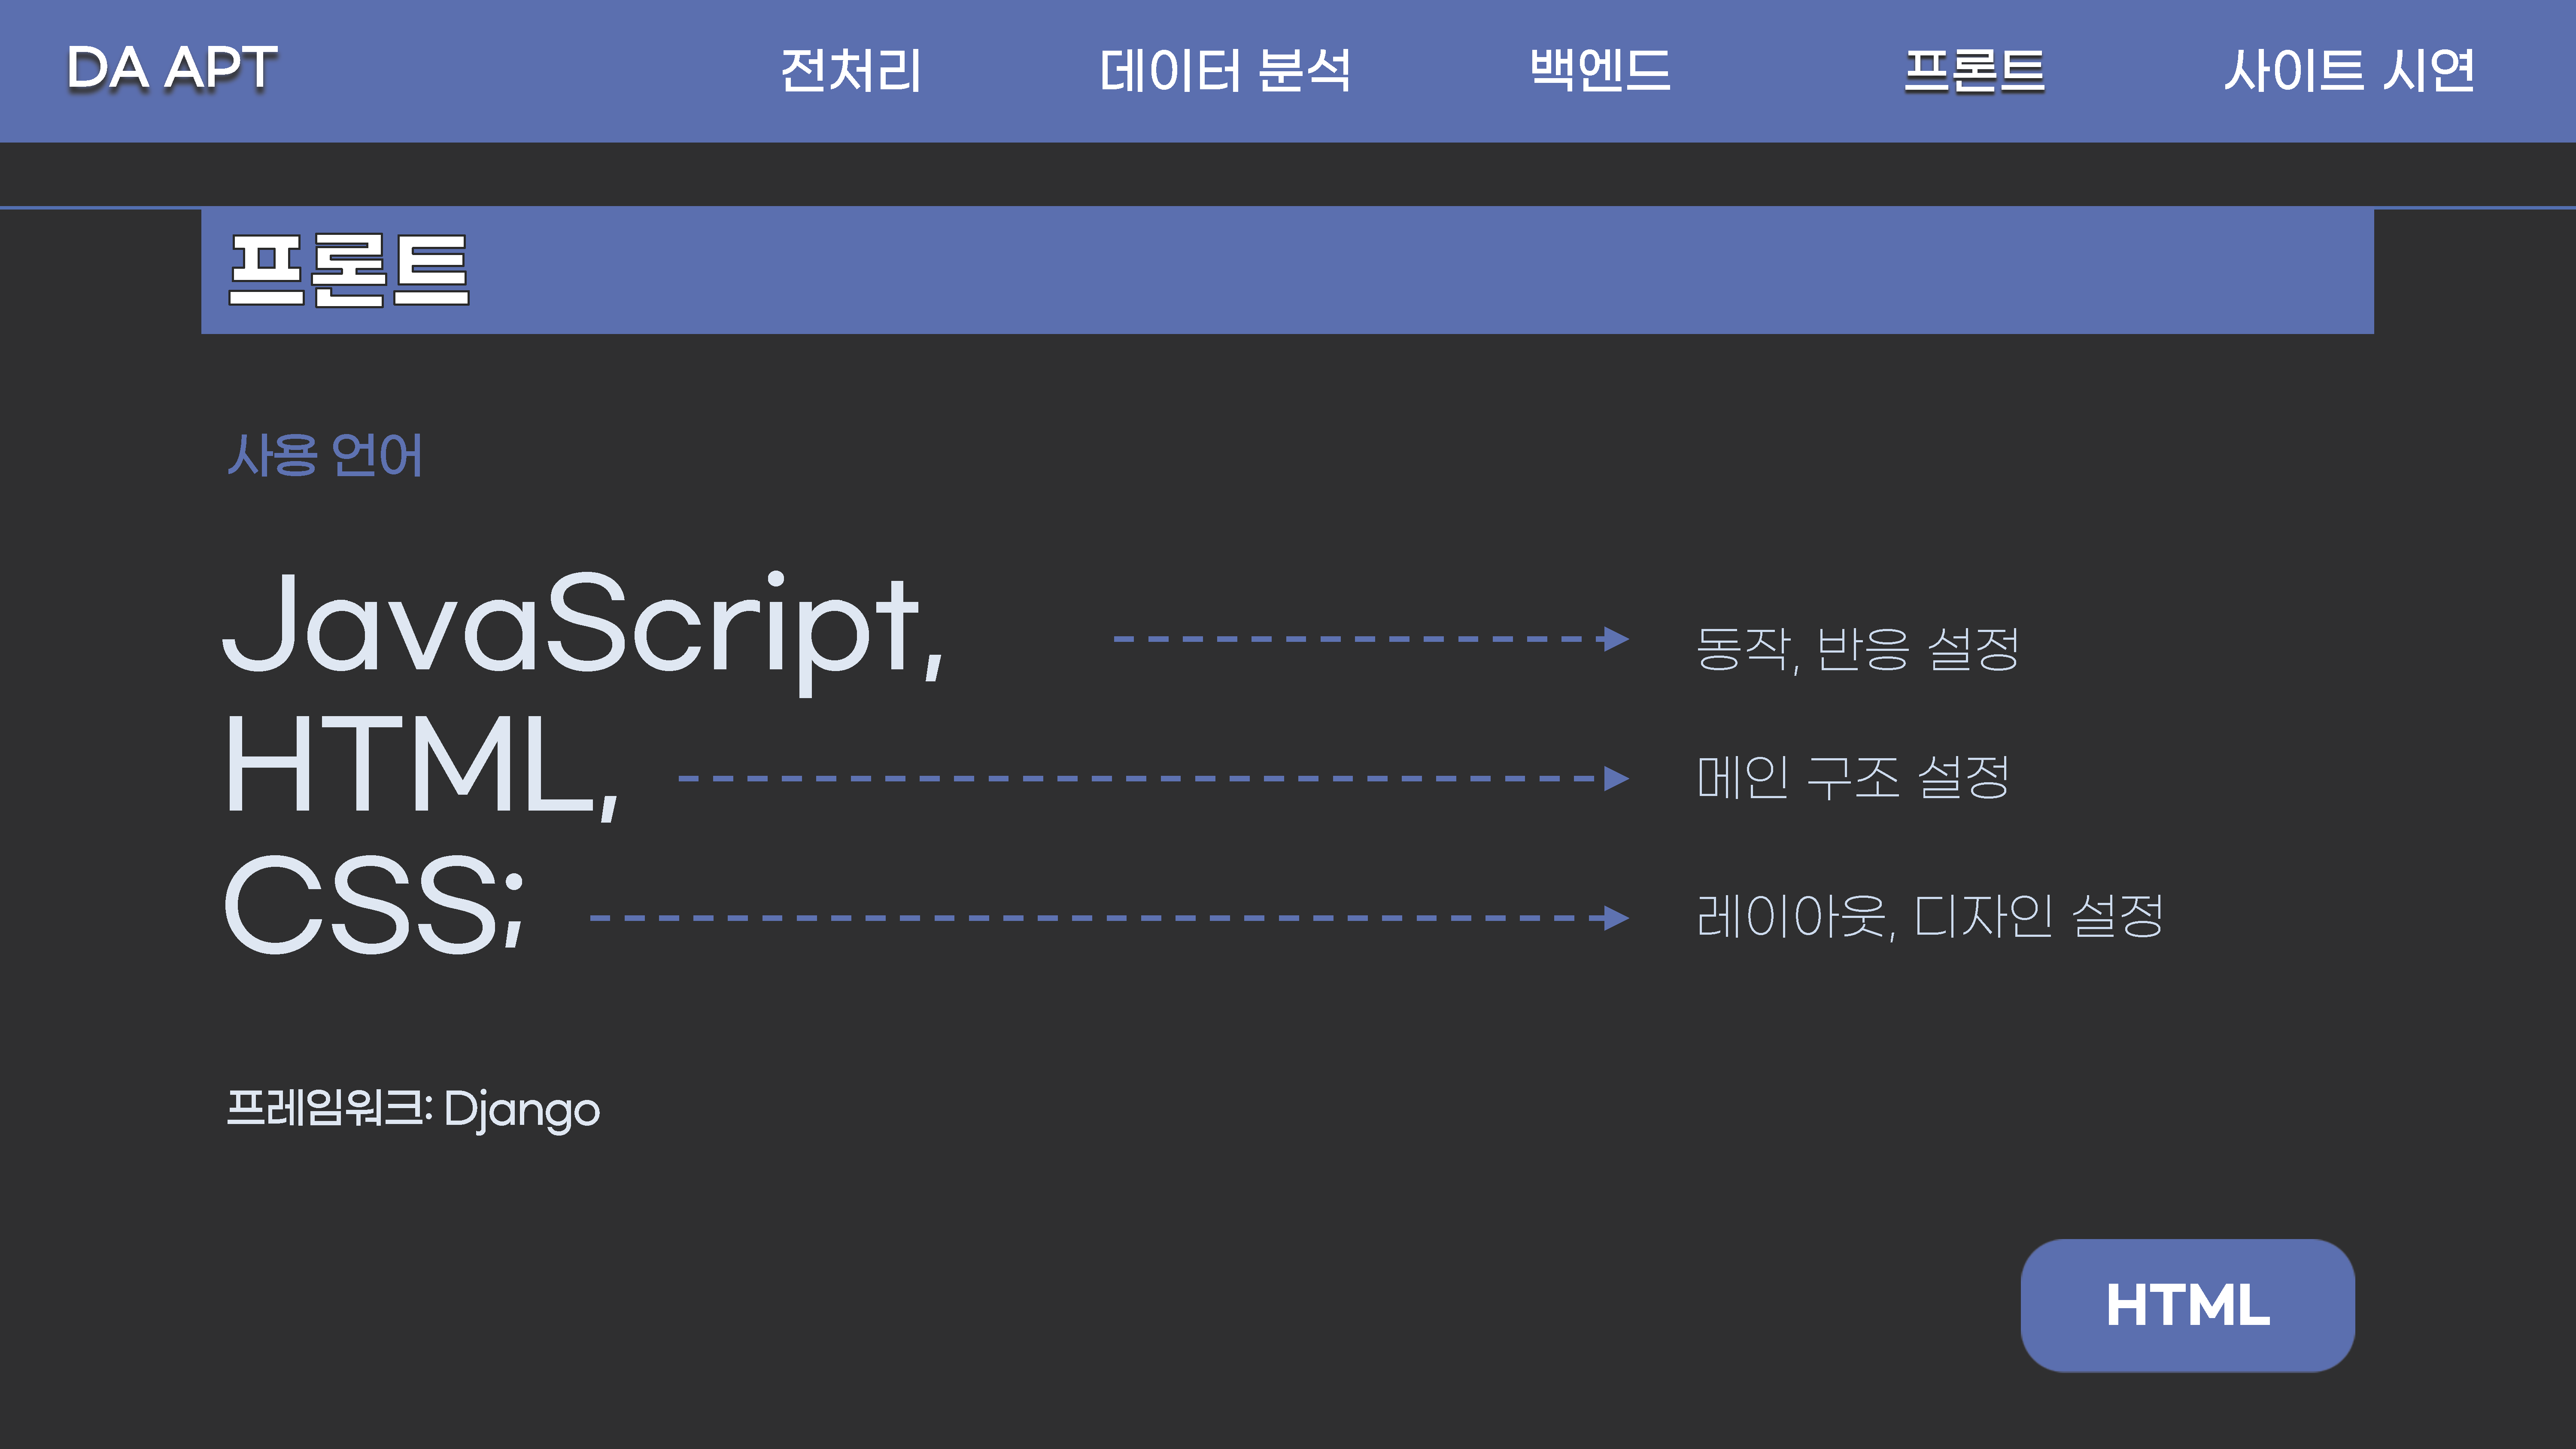 DA APT 전처리 데이터 분석 백엔드 프론트 사이트 시연
프론트
사용 언어
JavaScript, 동작, 반응 설정
HTML, 메인 구조 설정
CSS; 레이아웃, 디자인 설정
프레임워크: Django
HTML